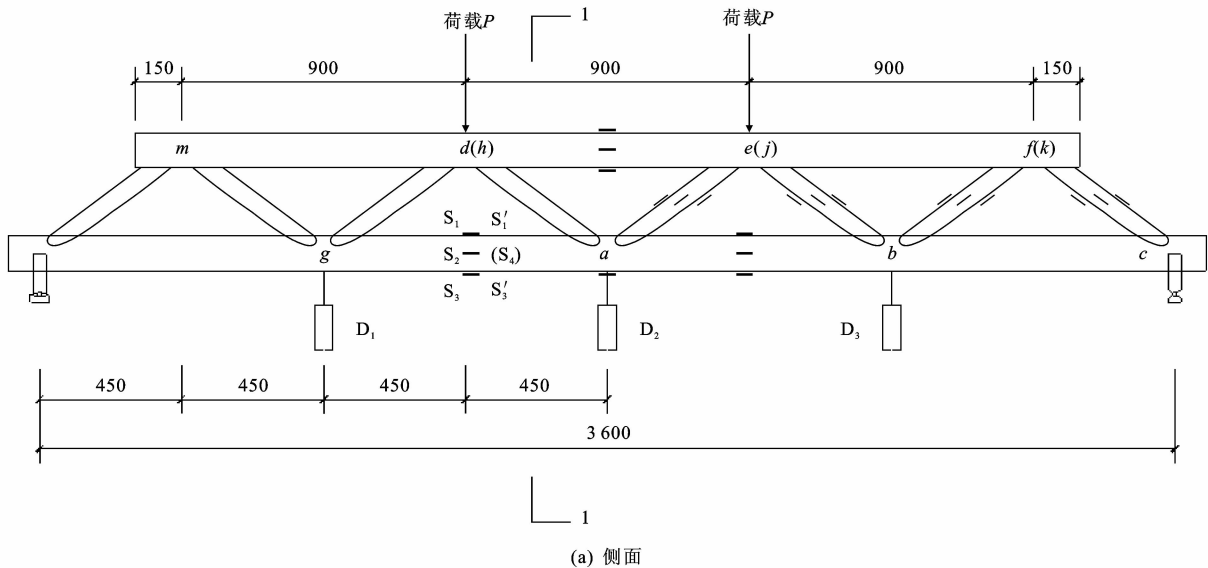 荷载P 荷载P 1
150 900 900 900 150
m d(h) e(j) f(k)
S₁ S₁′
g S₂ (S₄) a b c
S₃ S₃′
D₁ D₂ D₃
450 450 450 450
3 600
1
(a) 侧面